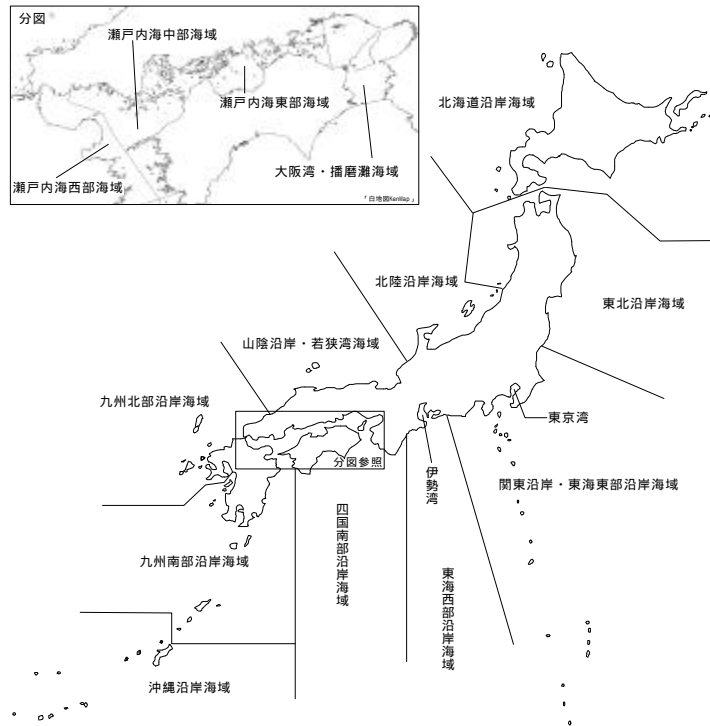 分図
瀬戸内海中部海域
瀬戸内海東部海域
大阪湾・播磨灘海域
瀬戸内海西部海域
「白地図KenMap」
北海道沿岸海域
北陸沿岸海域
東北沿岸海域
山陰沿岸・若狭湾海域
九州北部沿岸海域
東京湾
分図参照
伊勢湾
関東沿岸・東海東部沿岸海域
四国南部沿岸海域
九州南部沿岸海域
東海西部沿岸海域
沖縄沿岸海域